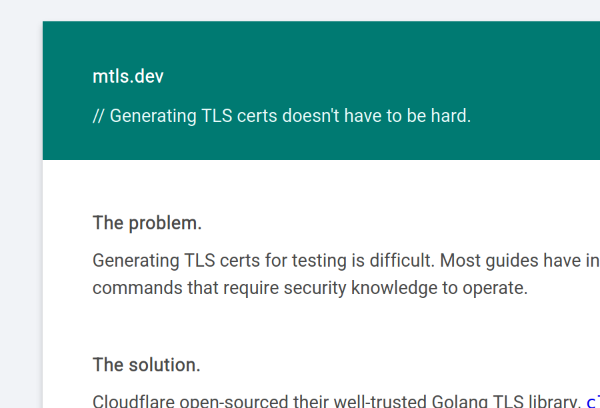 mtls.dev
// Generating TLS certs doesn't have to be hard.
The problem.
Generating TLS certs for testing is difficult. Most guides have in
commands that require security knowledge to operate.
The solution.
Cloudflare open-sourced their well-trusted Golang TLS library,